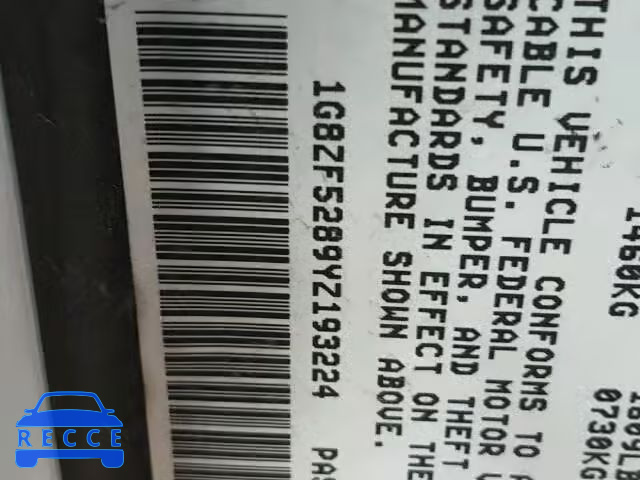 1460KG
1609LB
0730KG
THIS VEHICLE CONFORMS TO A
CABLE U.S. FEDERAL MOTOR V
SAFETY, BUMPER, AND THEFT
STANDARDS IN EFFECT ON THE
MANUFACTURE SHOWN ABOVE.
1G8ZF5289YZ193224 PAS
RECCE